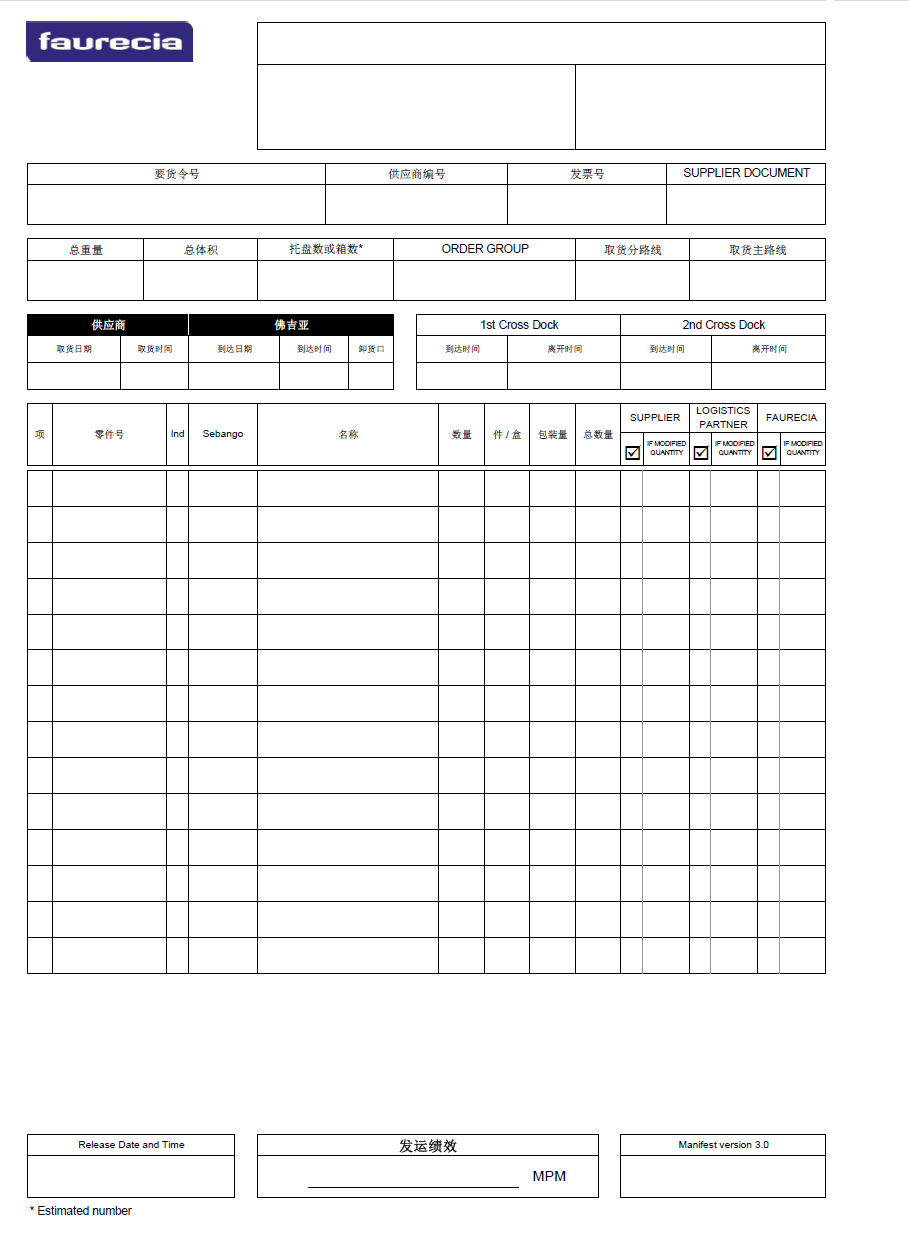 faurecia
要货令号 供应商编号 发票号 SUPPLIER DOCUMENT
总重量 总体积 托盘数或箱数* ORDER GROUP 取货分路线 取货主路线
供应商 佛吉亚 1st Cross Dock 2nd Cross Dock
取货日期 取货时间 到达日期 到达时间 卸货口 到达时间 离开时间 到达时间 离开时间
项 零件号 Ind Sebango 名称 数量 件 / 盒 包装量 总数量 SUPPLIER LOGISTICS PARTNER FAURECIA
IF MODIFIED QUANTITY IF MODIFIED QUANTITY IF MODIFIED QUANTITY
Release Date and Time 发运绩效 Manifest version 3.0
MPM
* Estimated number